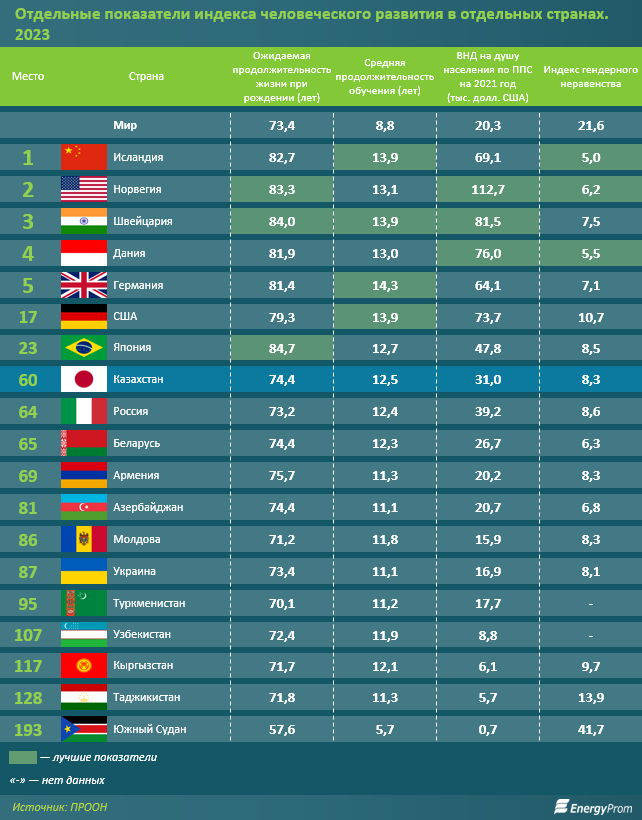 Отдельные показатели индекса человеческого развития в отдельных странах.
2023
Место Страна Ожидаемая продолжительность жизни при рождении (лет) Средняя продолжительность обучения (лет) ВНД на душу населения по ППС на 2021 год (тыс. долл. США) Индекс гендерного неравенства
Мир 73,4 8,8 20,3 21,6
1 Исландия 82,7 13,9 69,1 5,0
2 Норвегия 83,3 13,1 112,7 6,2
3 Швейцария 84,0 13,9 81,5 7,5
4 Дания 81,9 13,0 76,0 5,5
5 Германия 81,4 14,3 64,1 7,1
17 США 79,3 13,9 73,7 10,7
23 Япония 84,7 12,7 47,8 8,5
60 Казахстан 74,4 12,5 31,0 8,3
64 Россия 73,2 12,4 39,2 8,6
65 Беларусь 74,4 12,3 26,7 6,3
69 Армения 75,7 11,3 20,2 8,3
81 Азербайджан 74,4 11,1 20,7 6,8
86 Молдова 71,2 11,8 15,9 8,3
87 Украина 73,4 11,1 16,9 8,1
95 Туркменистан 70,1 11,2 17,7 -
107 Узбекистан 72,4 11,9 8,8 -
117 Кыргызстан 71,7 12,1 6,1 9,7
128 Таджикистан 71,8 11,3 5,7 13,9
193 Южный Судан 57,6 5,7 0,7 41,7
— лучшие показатели
«-» — нет данных
Источник: ПРООН
EnergyProm